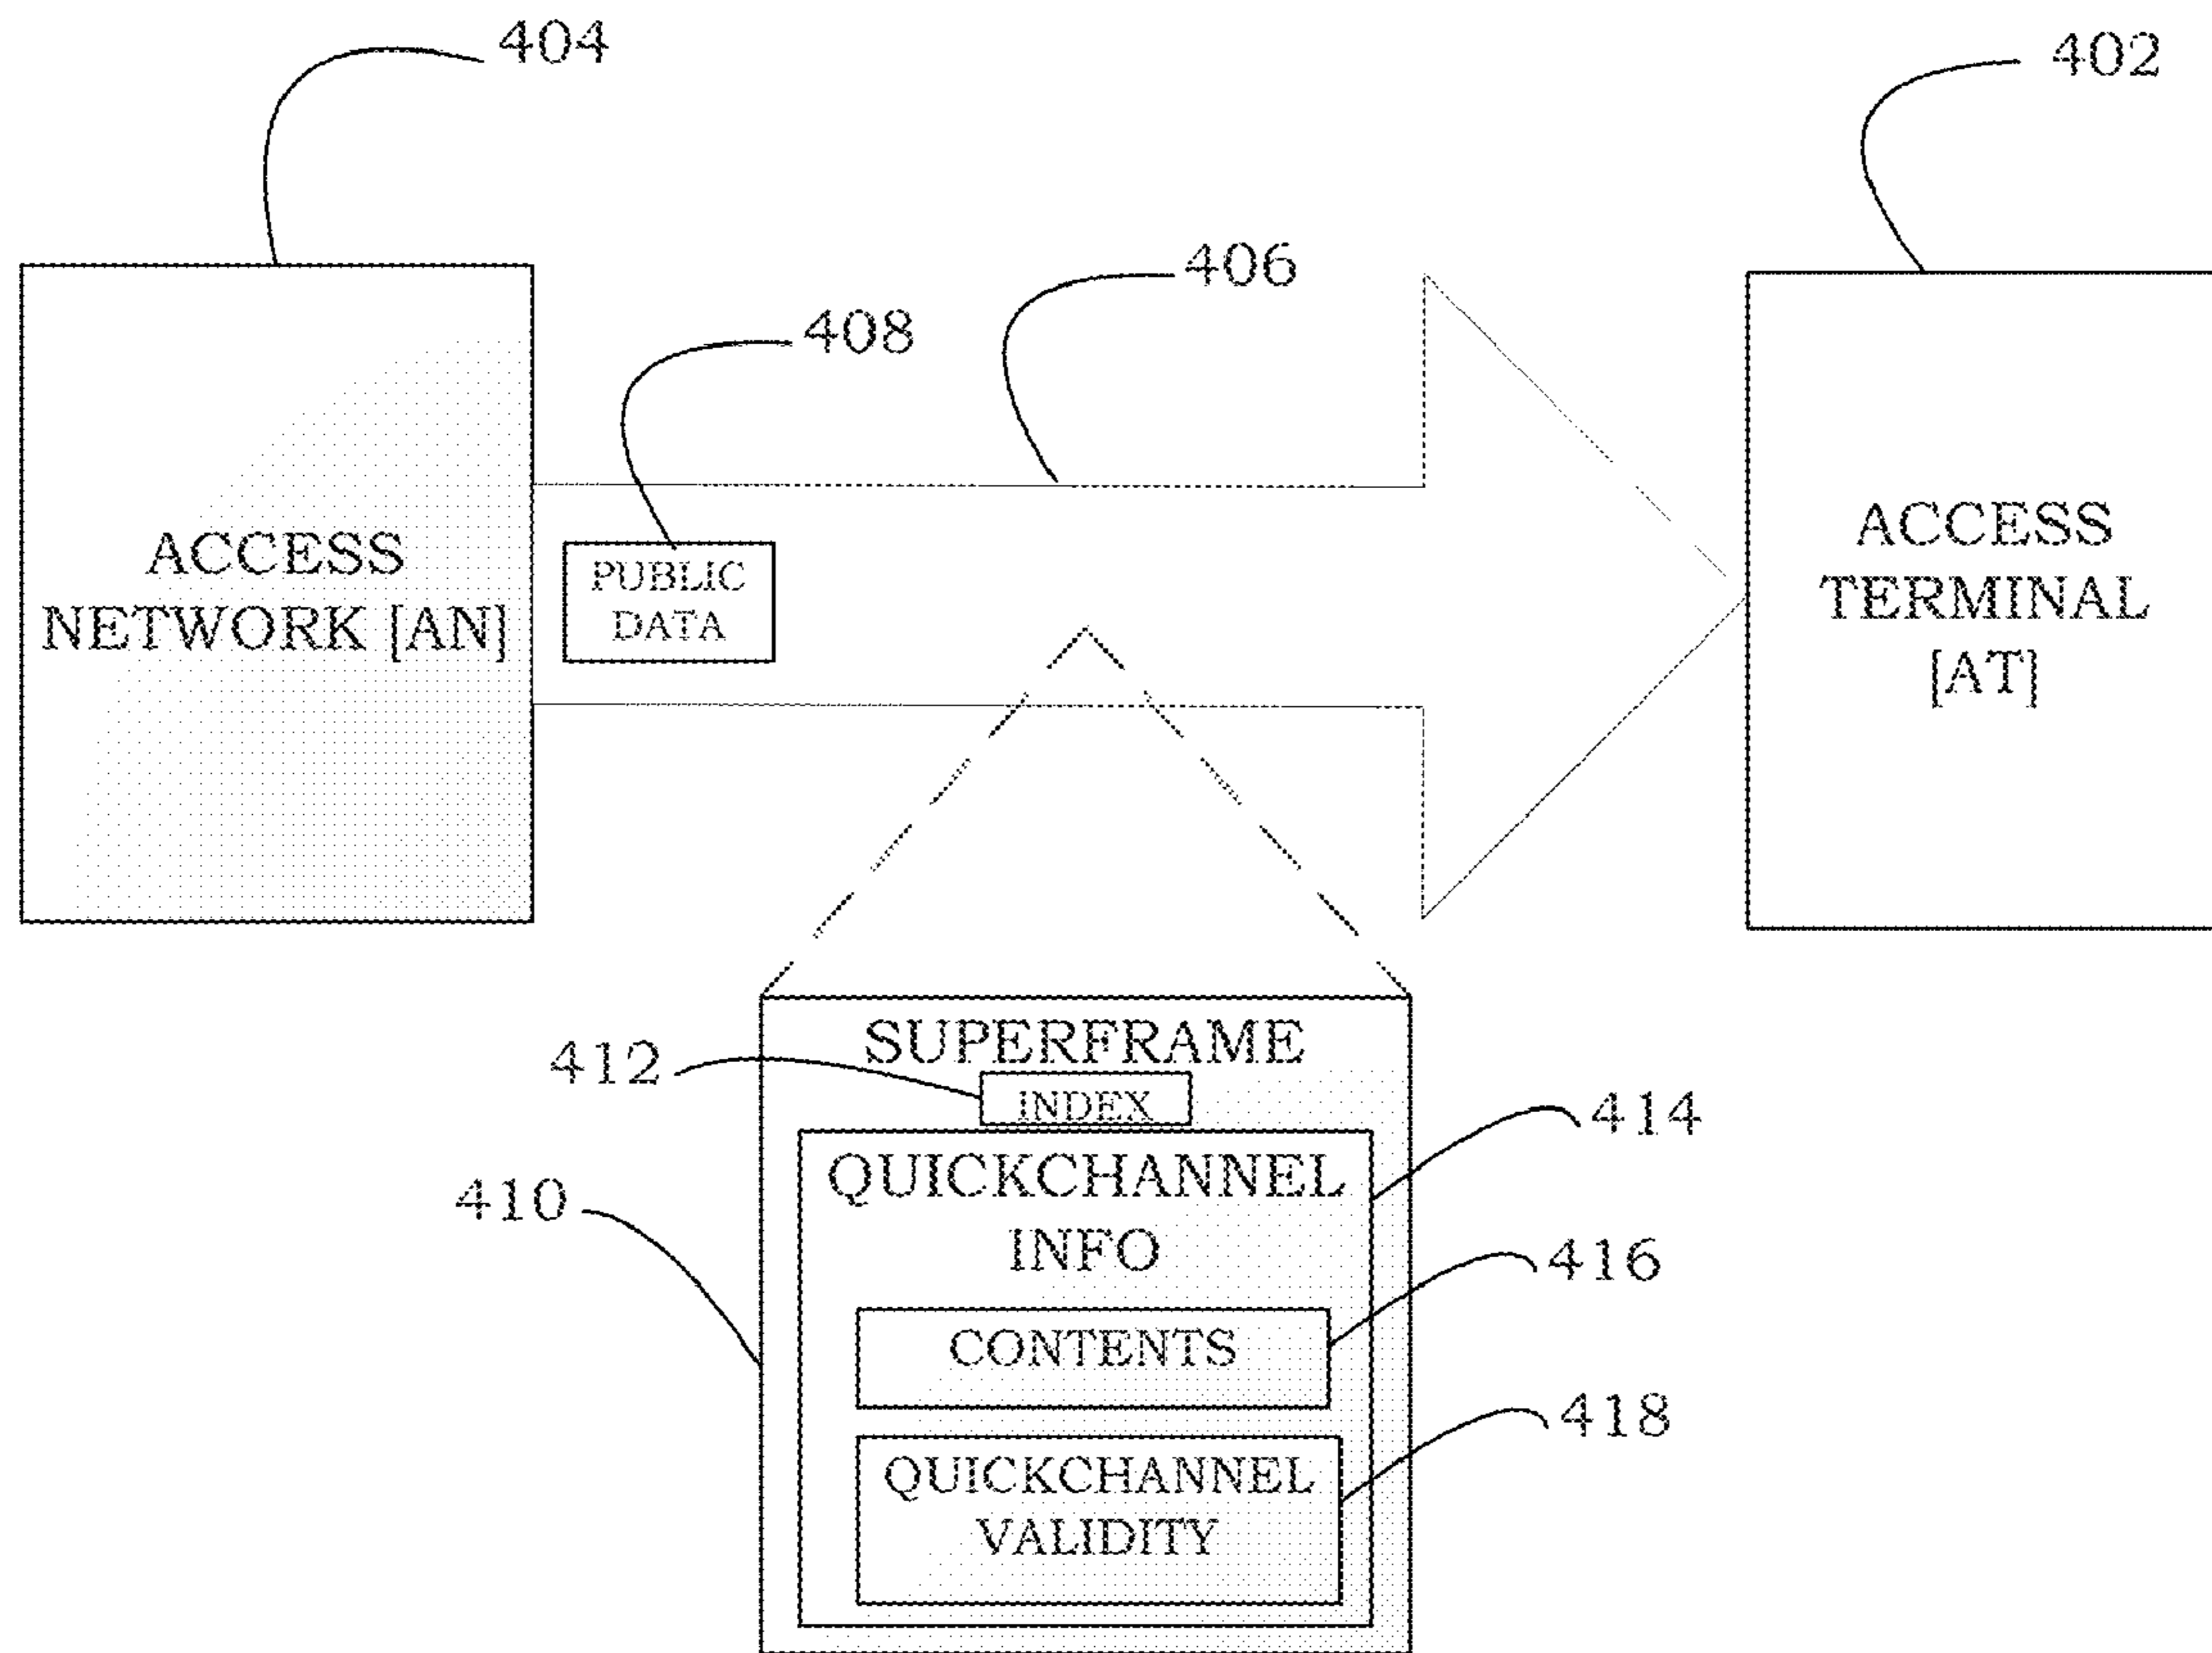 404
402
406
408
ACCESS
NETWORK [AN]
PUBLIC
DATA
ACCESS
TERMINAL
[AT]
SUPERFRAME
412
INDEX
414
QUICKCHANNEL
INFO
410
416
CONTENTS
418
QUICKCHANNEL
VALIDITY